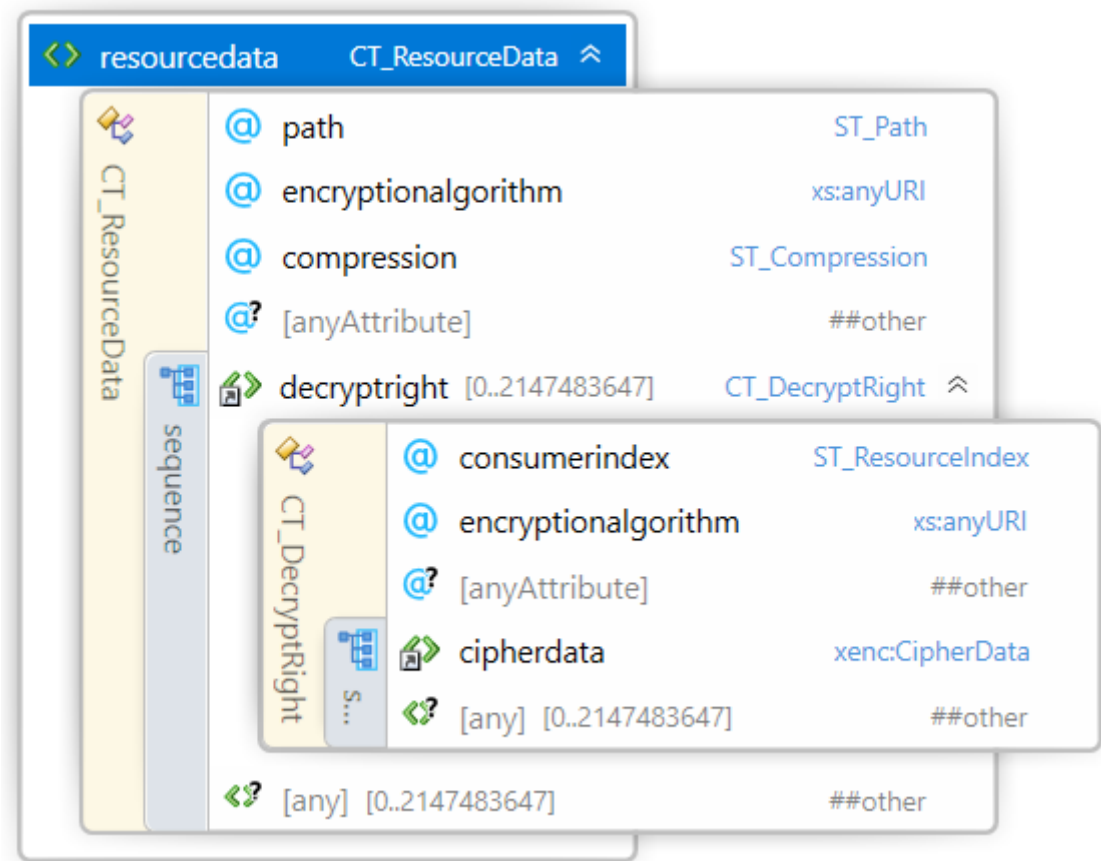 resourcedata CT_ResourceData
CT_ResourceData
@ path ST_Path
@ encryptionalgorithm xs:anyURI
@ compression ST_Compression
@? [anyAttribute] ##other
sequence
decryptright [0..2147483647] CT_DecryptRight
CT_DecryptRight
@ consumerindex ST_ResourceIndex
@ encryptionalgorithm xs:anyURI
@? [anyAttribute] ##other
s...
cipherdata xenc:CipherData
[any] [0..2147483647] ##other
[any] [0..2147483647] ##other